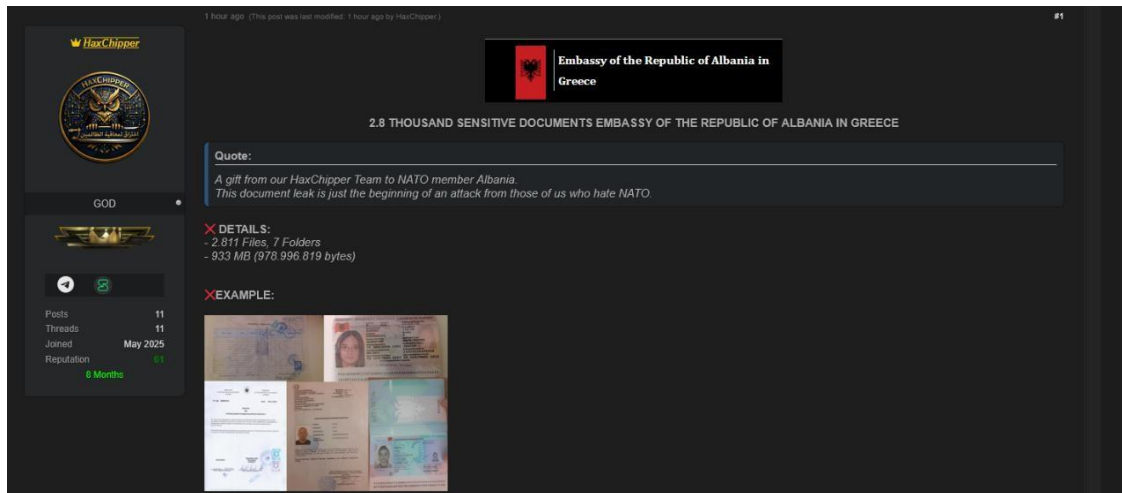 1 hour ago (This post was last modified: 1 hour ago by HaxChipper.)
#1
HaxChipper
HAXCHIPPER
GOD
Posts 11
Threads 11
Joined May 2025
Reputation 61
8 Months
Embassy of the Republic of Albania in
Greece
2.8 THOUSAND SENSITIVE DOCUMENTS EMBASSY OF THE REPUBLIC OF ALBANIA IN GREECE
Quote:
A gift from our HaxChipper Team to NATO member Albania.
This document leak is just the beginning of an attack from those of us who hate NATO.
DETAILS:
- 2.811 Files, 7 Folders
- 933 MB (978.996.819 bytes)
EXAMPLE: